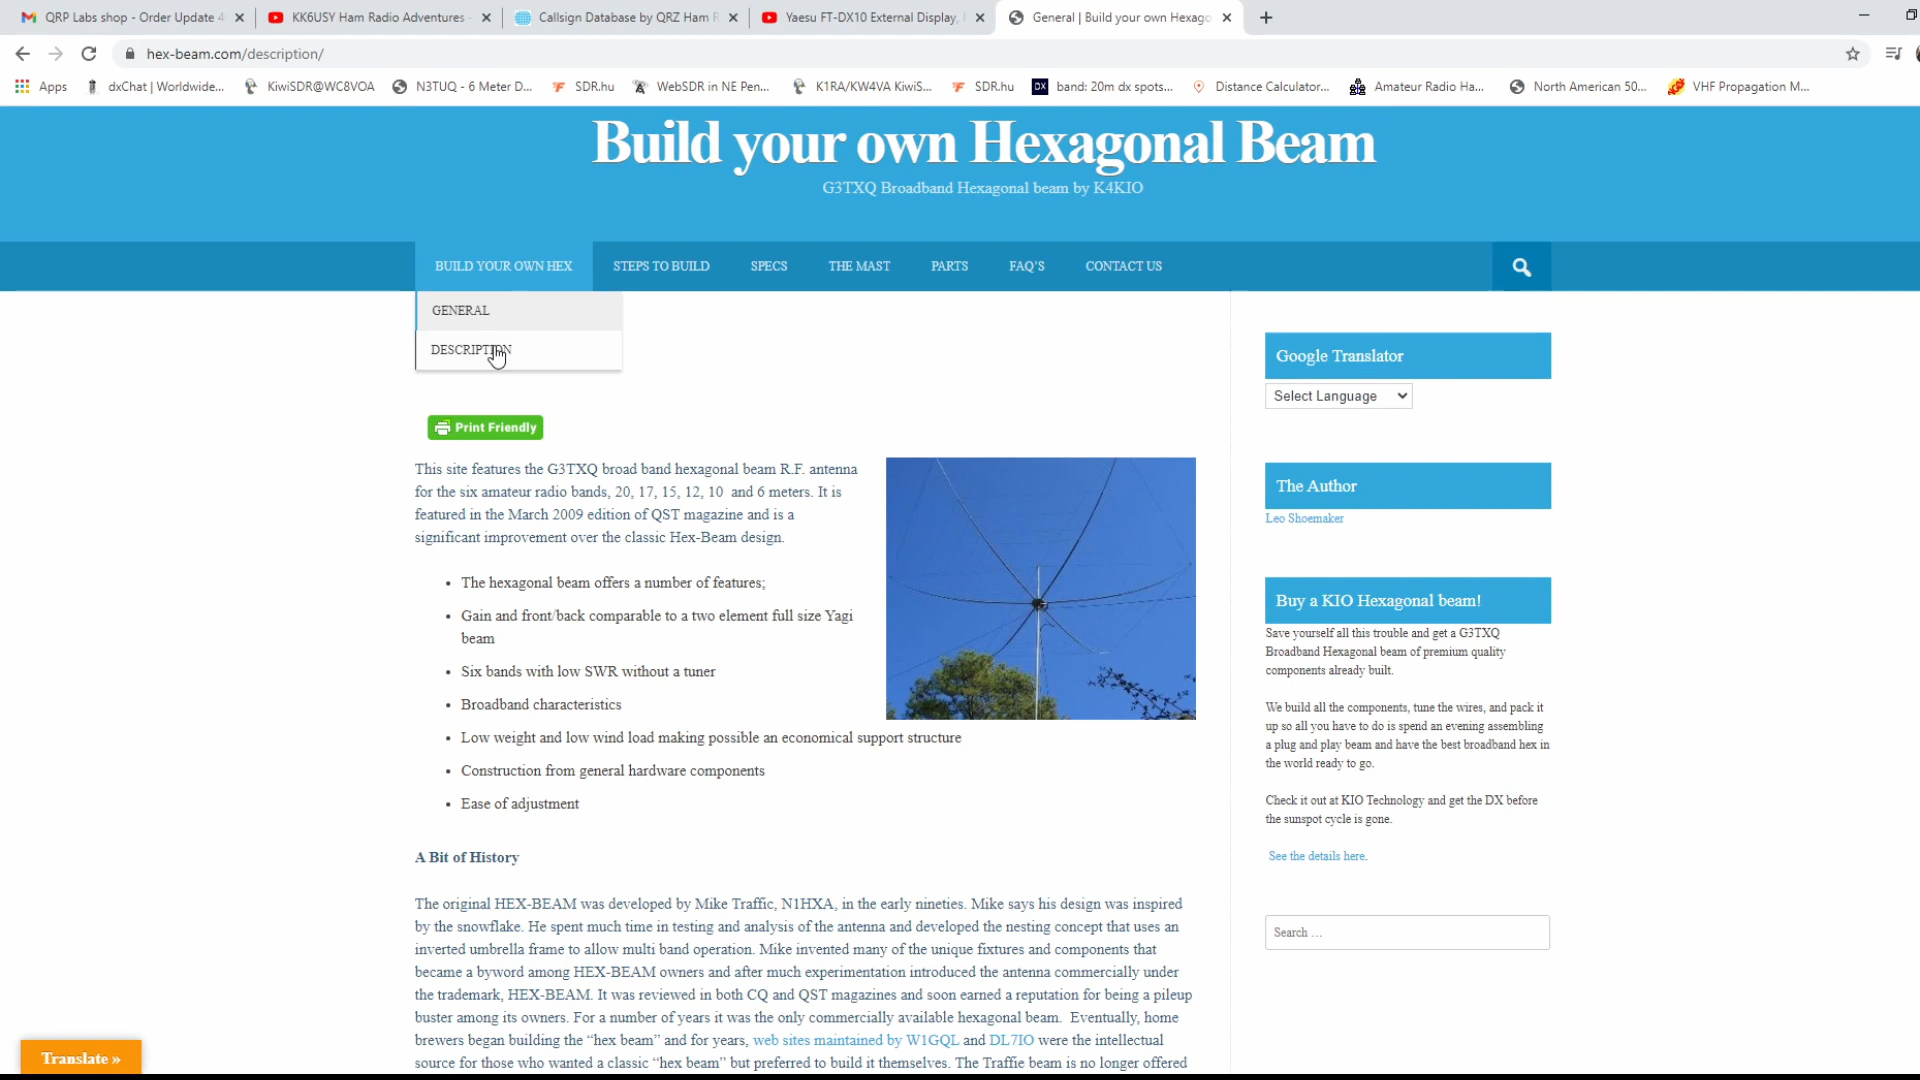 QRP Labs shop - Order Update 4
KK6USY Ham Radio Adventures -
Callsign Database by QRZ Ham R
Yaesu FT-DX10 External Display,
General | Build your own Hexago
hex-beam.com/description/
Apps
dxChat | Worldwide...
KiwiSDR@WC8VOA
N3TUQ - 6 Meter D...
SDR.hu
WebSDR in NE Pen...
K1RA/KW4VA KiwiS...
SDR.hu
DX
band: 20m dx spots...
Distance Calculator...
Amateur Radio Ha...
North American 50...
VHF Propagation M...
Build your own Hexagonal Beam
G3TXQ Broadband Hexagonal beam by K4KIO
BUILD YOUR OWN HEX
STEPS TO BUILD
SPECS
THE MAST
PARTS
FAQ'S
CONTACT US
GENERAL
DESCRIPTION
Print Friendly
This site features the G3TXQ broad band hexagonal beam R.F. antenna
for the six amateur radio bands, 20, 17, 15, 12, 10 and 6 meters. It is
featured in the March 2009 edition of QST magazine and is a
significant improvement over the classic Hex-Beam design.
• The hexagonal beam offers a number of features;
• Gain and front/back comparable to a two element full size Yagi
beam
• Six bands with low SWR without a tuner
• Broadband characteristics
• Low weight and low wind load making possible an economical support structure
• Construction from general hardware components
• Ease of adjustment
A Bit of History
The original HEX-BEAM was developed by Mike Traffic, N1HXA, in the early nineties. Mike says his design was inspired
by the snowflake. He spent much time in testing and analysis of the antenna and developed the nesting concept that uses an
inverted umbrella frame to allow multi band operation. Mike invented many of the unique fixtures and components that
became a byword among HEX-BEAM owners and after much experimentation introduced the antenna commercially under
the trademark, HEX-BEAM. It was reviewed in both CQ and QST magazines and soon earned a reputation for being a pileup
buster among its owners. For a number of years it was the only commercially available hexagonal beam. Eventually, home
brewers began building the “hex beam” and for years, web sites maintained by W1GQL and DL7IO were the intellectual
source for those who wanted a classic “hex beam” but preferred to build it themselves. The Traffie beam is no longer offered
Google Translator
Select Language
The Author
Leo Shoemaker
Buy a KIO Hexagonal beam!
Save yourself all this trouble and get a G3TXQ
Broadband Hexagonal beam of premium quality
components already built.
We build all the components, tune the wires, and pack it
up so all you have to do is spend an evening assembling
a plug and play beam and have the best broadband hex in
the world ready to go.
Check it out at KIO Technology and get the DX before
the sunspot cycle is gone.
See the details here.
Search ...
Translate »